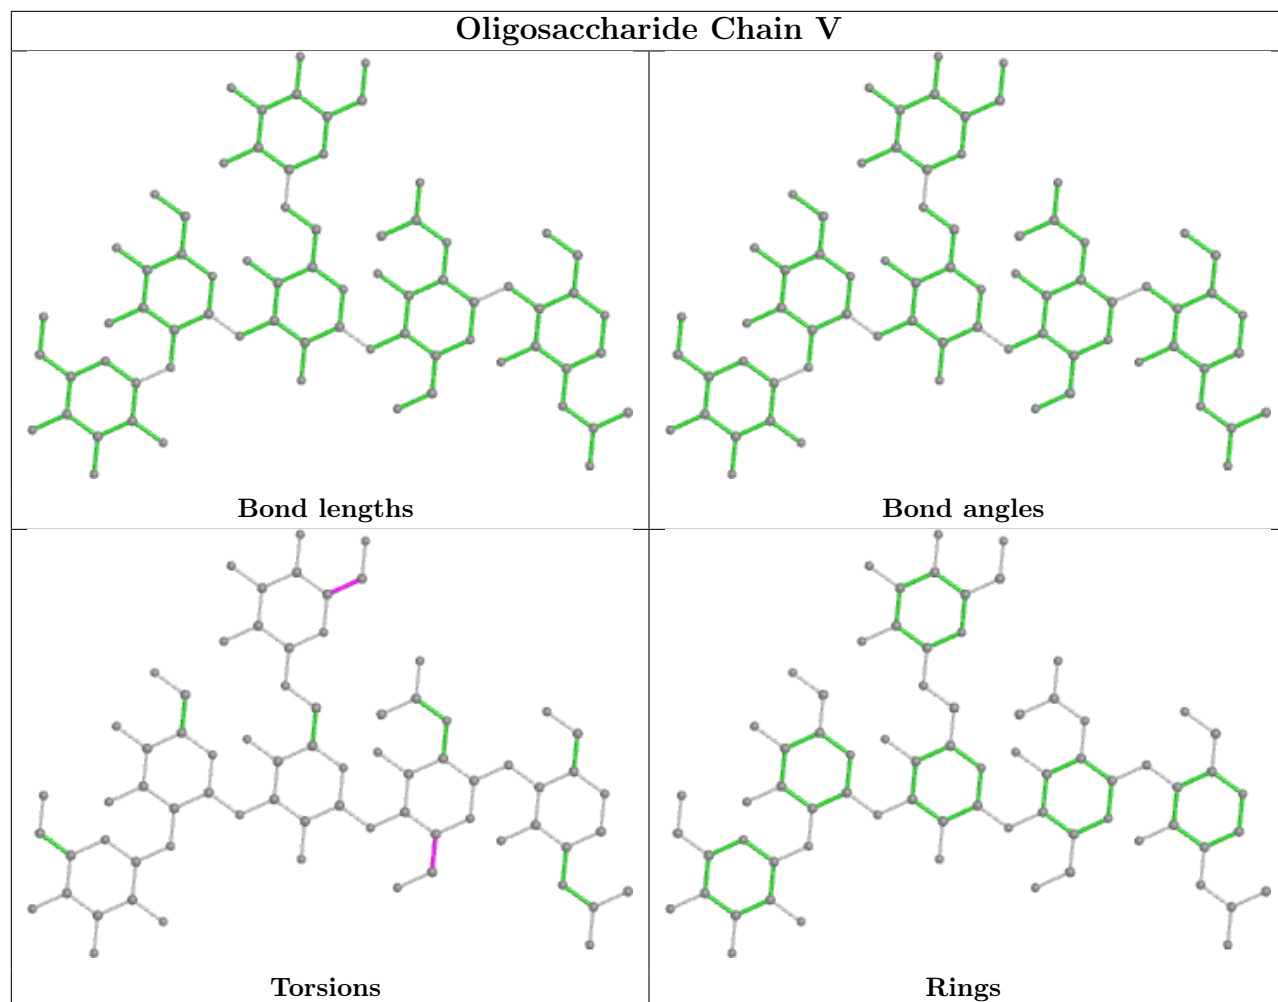 Oligosaccharide Chain V
Bond lengths
Bond angles
Torsions
Rings